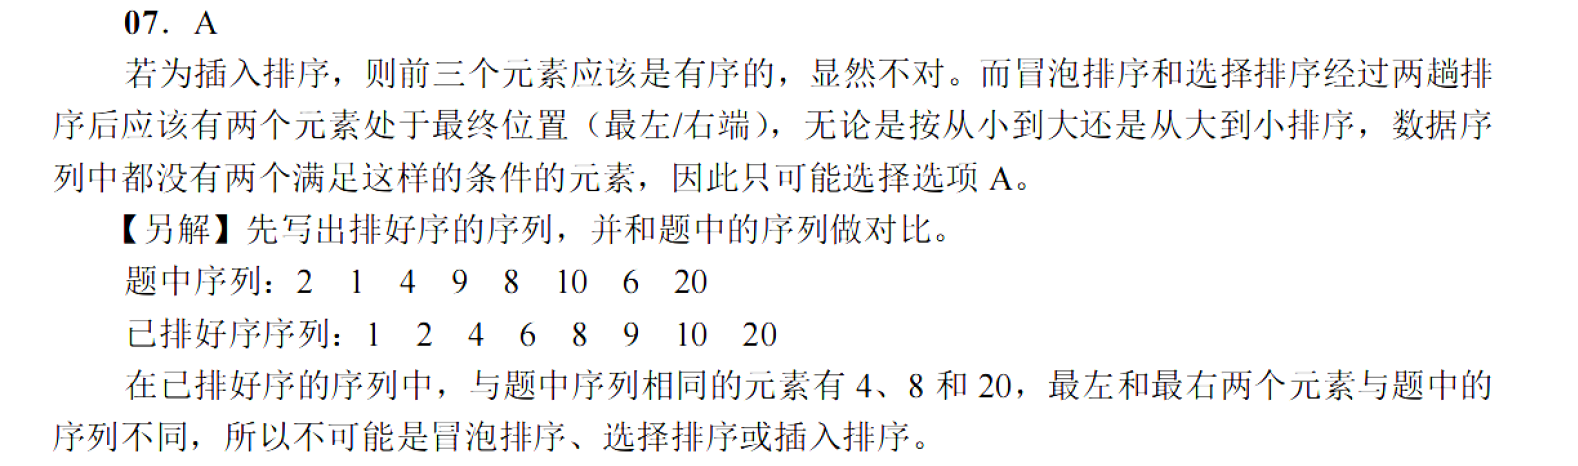 07. A
若为插入排序，则前三个元素应该是有序的，显然不对。而冒泡排序和选择排序经过两趟排
序后应该有两个元素处于最终位置（最左/右端），无论是按从小到大还是从大到小排序，数据序
列中都没有两个满足这样的条件的元素，因此只可能选择选项 A。
【另解】先写出排好序的序列，并和题中的序列做对比。
题中序列：2 1 4 9 8 10 6 20
已排好序序列：1 2 4 6 8 9 10 20
在已排好序的序列中，与题中序列相同的元素有 4、8 和 20，最左和最右两个元素与题中的
序列不同，所以不可能是冒泡排序、选择排序或插入排序。